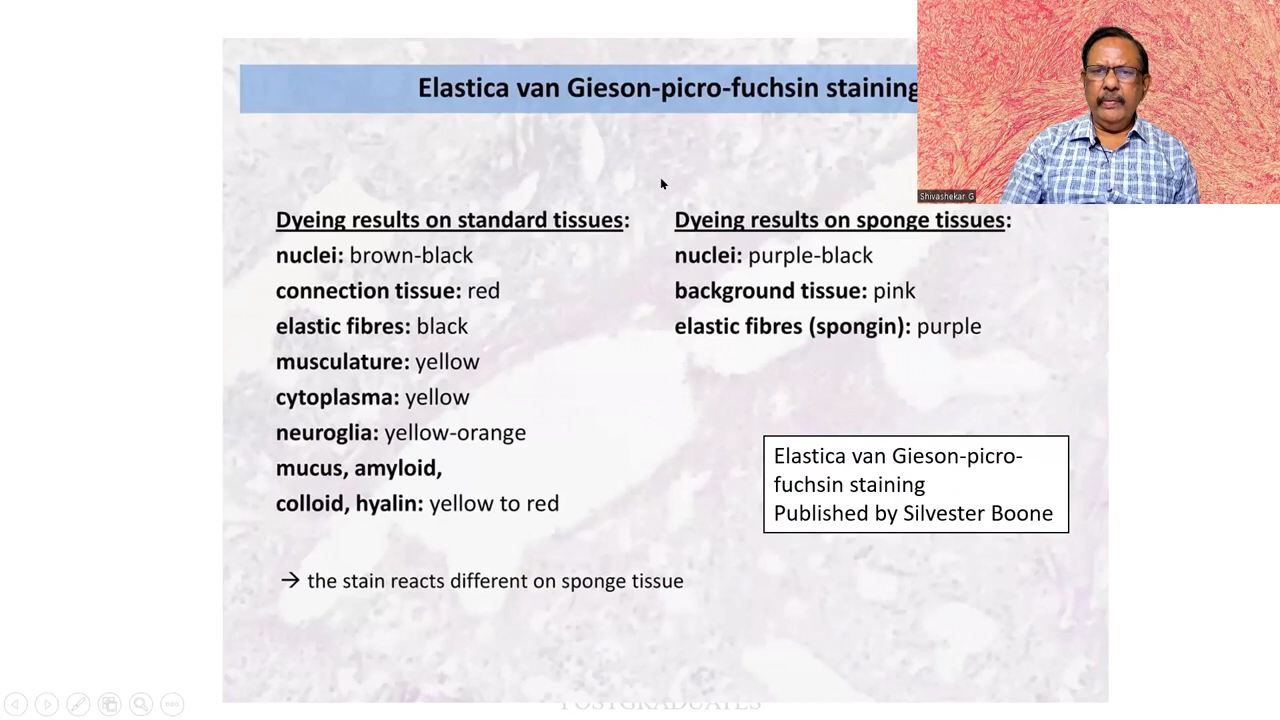 Elastica van Gieson-picro-fuchsin staining
Shivashekar G
Dyeing results on standard tissues:
nuclei: brown-black
connection tissue: red
elastic fibres: black
musculature: yellow
cytoplasma: yellow
neuroglia: yellow-orange
mucus, amyloid,
colloid, hyalin: yellow to red
→ the stain reacts different on sponge tissue
Dyeing results on sponge tissues:
nuclei: purple-black
background tissue: pink
elastic fibres (spongin): purple
Elastica van Gieson-picro-
fuchsin staining
Published by Silvester Boone
POSTGRADUATES